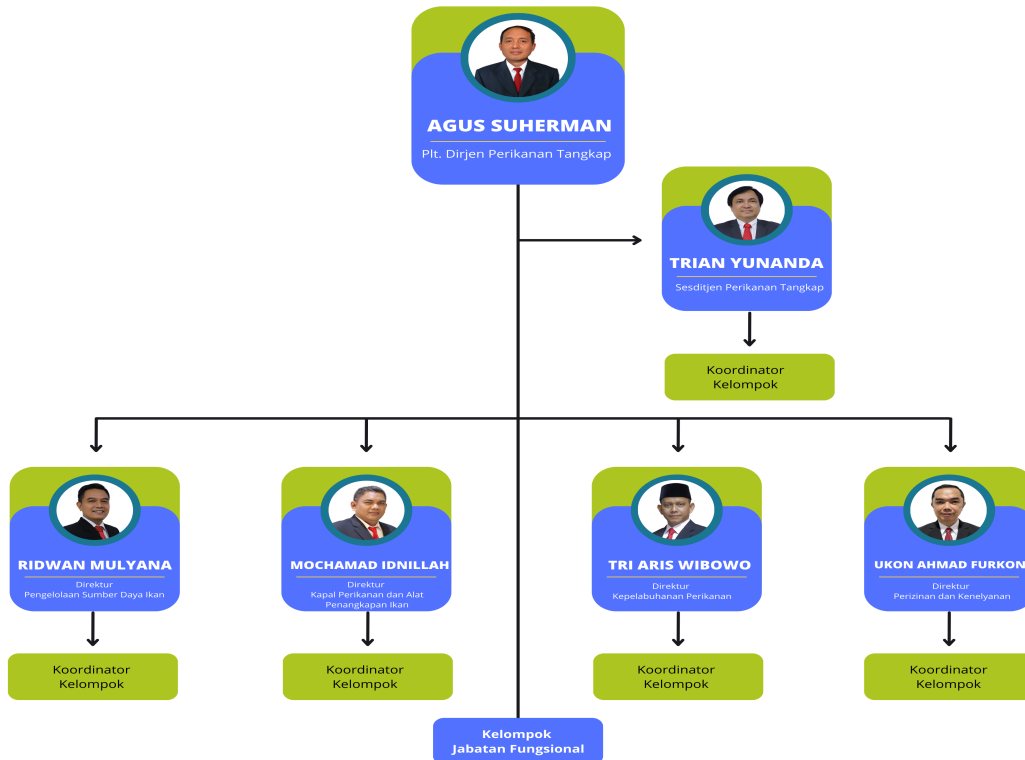 AGUS SUHERMAN
Plt. Dirjen Perikanan Tangkap
TRIAN YUNANDA
Sesditjen Perikanan Tangkap
Koordinator
Kelompok
RIDWAN MULYANA
Direktur
Pengelolaan Sumber Daya Ikan
MOCHAMAD IDNILLAH
Direktur
Kapal Perikanan dan Alat
Penangkapan Ikan
TRI ARIS WIBOWO
Direktur
Kepelabuhanan Perikanan
UKON AHMAD FURKON
Direktur
Perizinan dan Kenelyanan
Koordinator
Kelompok
Koordinator
Kelompok
Koordinator
Kelompok
Koordinator
Kelompok
Kelompok
Jabatan Fungsional